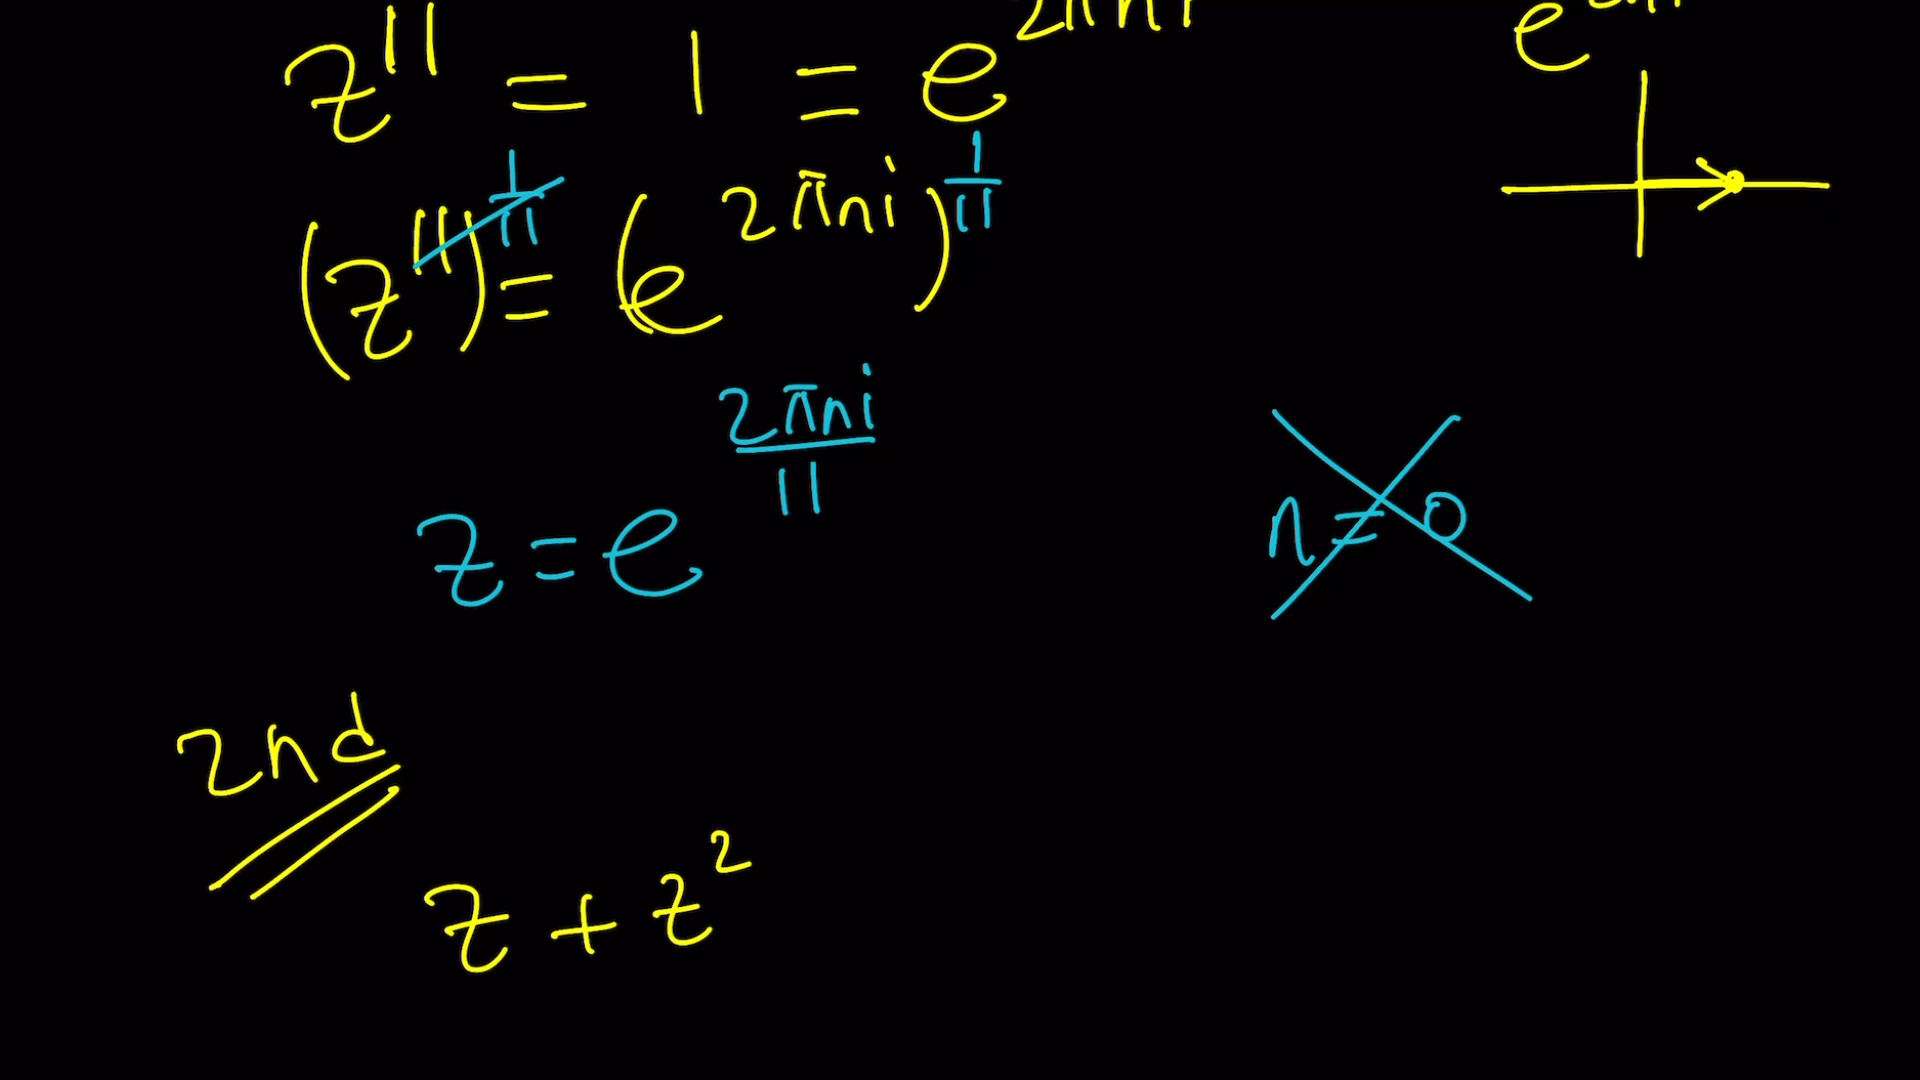 z^11 = 1 = e^2πni
(z^11)^1/11 = (e^2πni)^1/11
z = e^2πni/11
n = 0
2nd
z + z^2